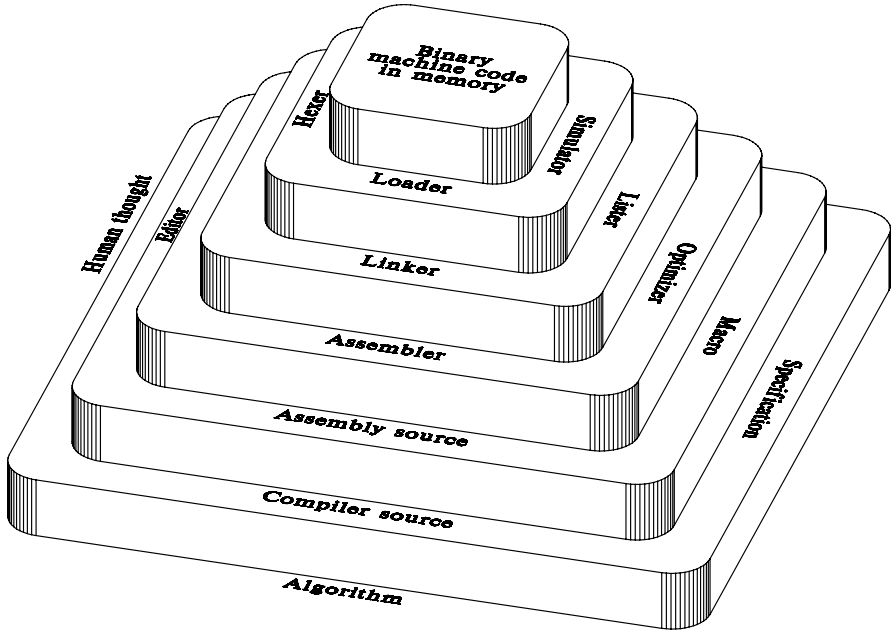 Binary
machine code
in memory
Hexer
Simulator
Loader
Lister
Human thought
Editor
Linker
Optimizer
Assembler
Macro
Assembly source
Specification
Compiler source
Algorithm